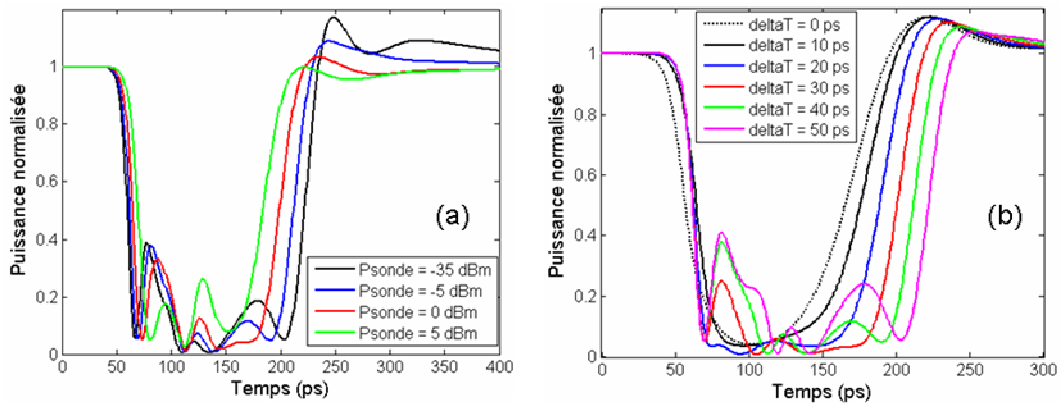 Puissance normalisée
1
0.8
0.6
0.4
0.2
0
0 50 100 150 200 250 300 350 400
Temps (ps)
(a)
Psonde = -35 dBm
Psonde = -5 dBm
Psonde = 0 dBm
Psonde = 5 dBm
Puissance normalisée
1
0.8
0.6
0.4
0.2
0
0 50 100 150 200 250 300
Temps (ps)
(b)
deltaT = 0 ps
deltaT = 10 ps
deltaT = 20 ps
deltaT = 30 ps
deltaT = 40 ps
deltaT = 50 ps